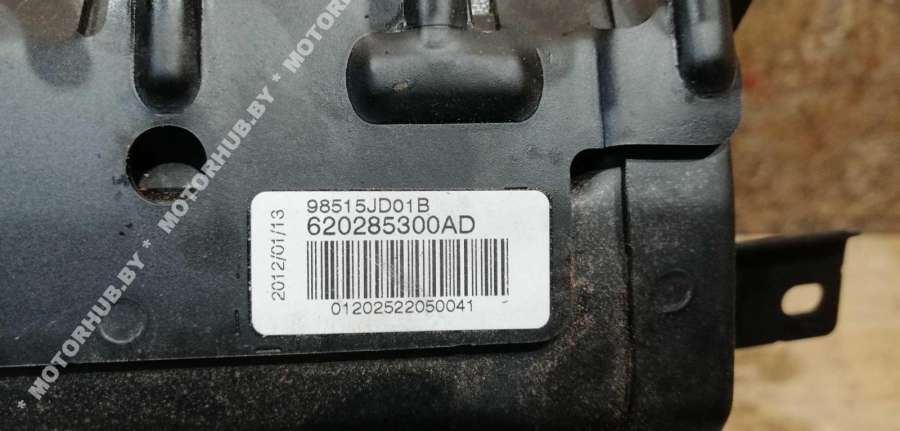 98515JD01B
620285300AD
2012/01/13
01202522050041
* MOTORHUB.BY * MOTORHUB.BY * MOTORHUB.BY *